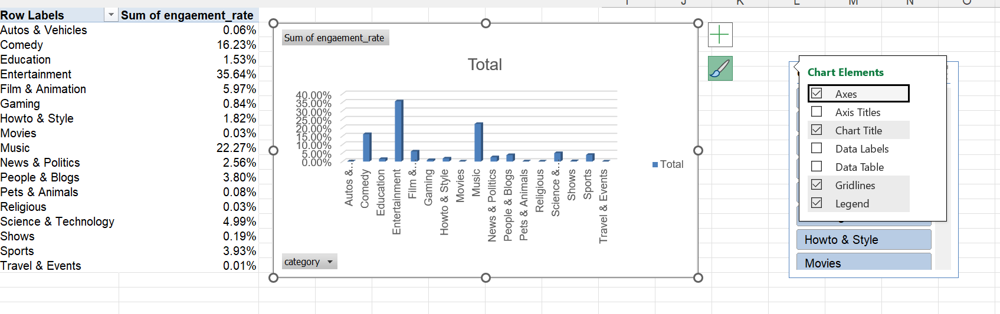 I J K L M N O
Row Labels Sum of engaement_rate
Autos & Vehicles 0.06%
Comedy 16.23%
Education 1.53%
Entertainment 35.64%
Film & Animation 5.97%
Gaming 0.84%
Howto & Style 1.82%
Movies 0.03%
Music 22.27%
News & Politics 2.56%
People & Blogs 3.80%
Pets & Animals 0.08%
Religious 0.03%
Science & Technology 4.99%
Shows 0.19%
Sports 3.93%
Travel & Events 0.01%
Sum of engaement_rate
Total
40.00%
35.00%
30.00%
25.00%
20.00%
15.00%
10.00%
5.00%
0.00%
Autos &...
Comedy
Education
Entertainment
Film &...
Gaming
Howto & Style
Movies
Music
News & Politics
People & Blogs
Pets & Animals
Religious
Science &...
Shows
Sports
Travel & Events
Total
category
Chart Elements
Axes
Axis Titles
Chart Title
Data Labels
Data Table
Gridlines
Legend
Howto & Style
Movies